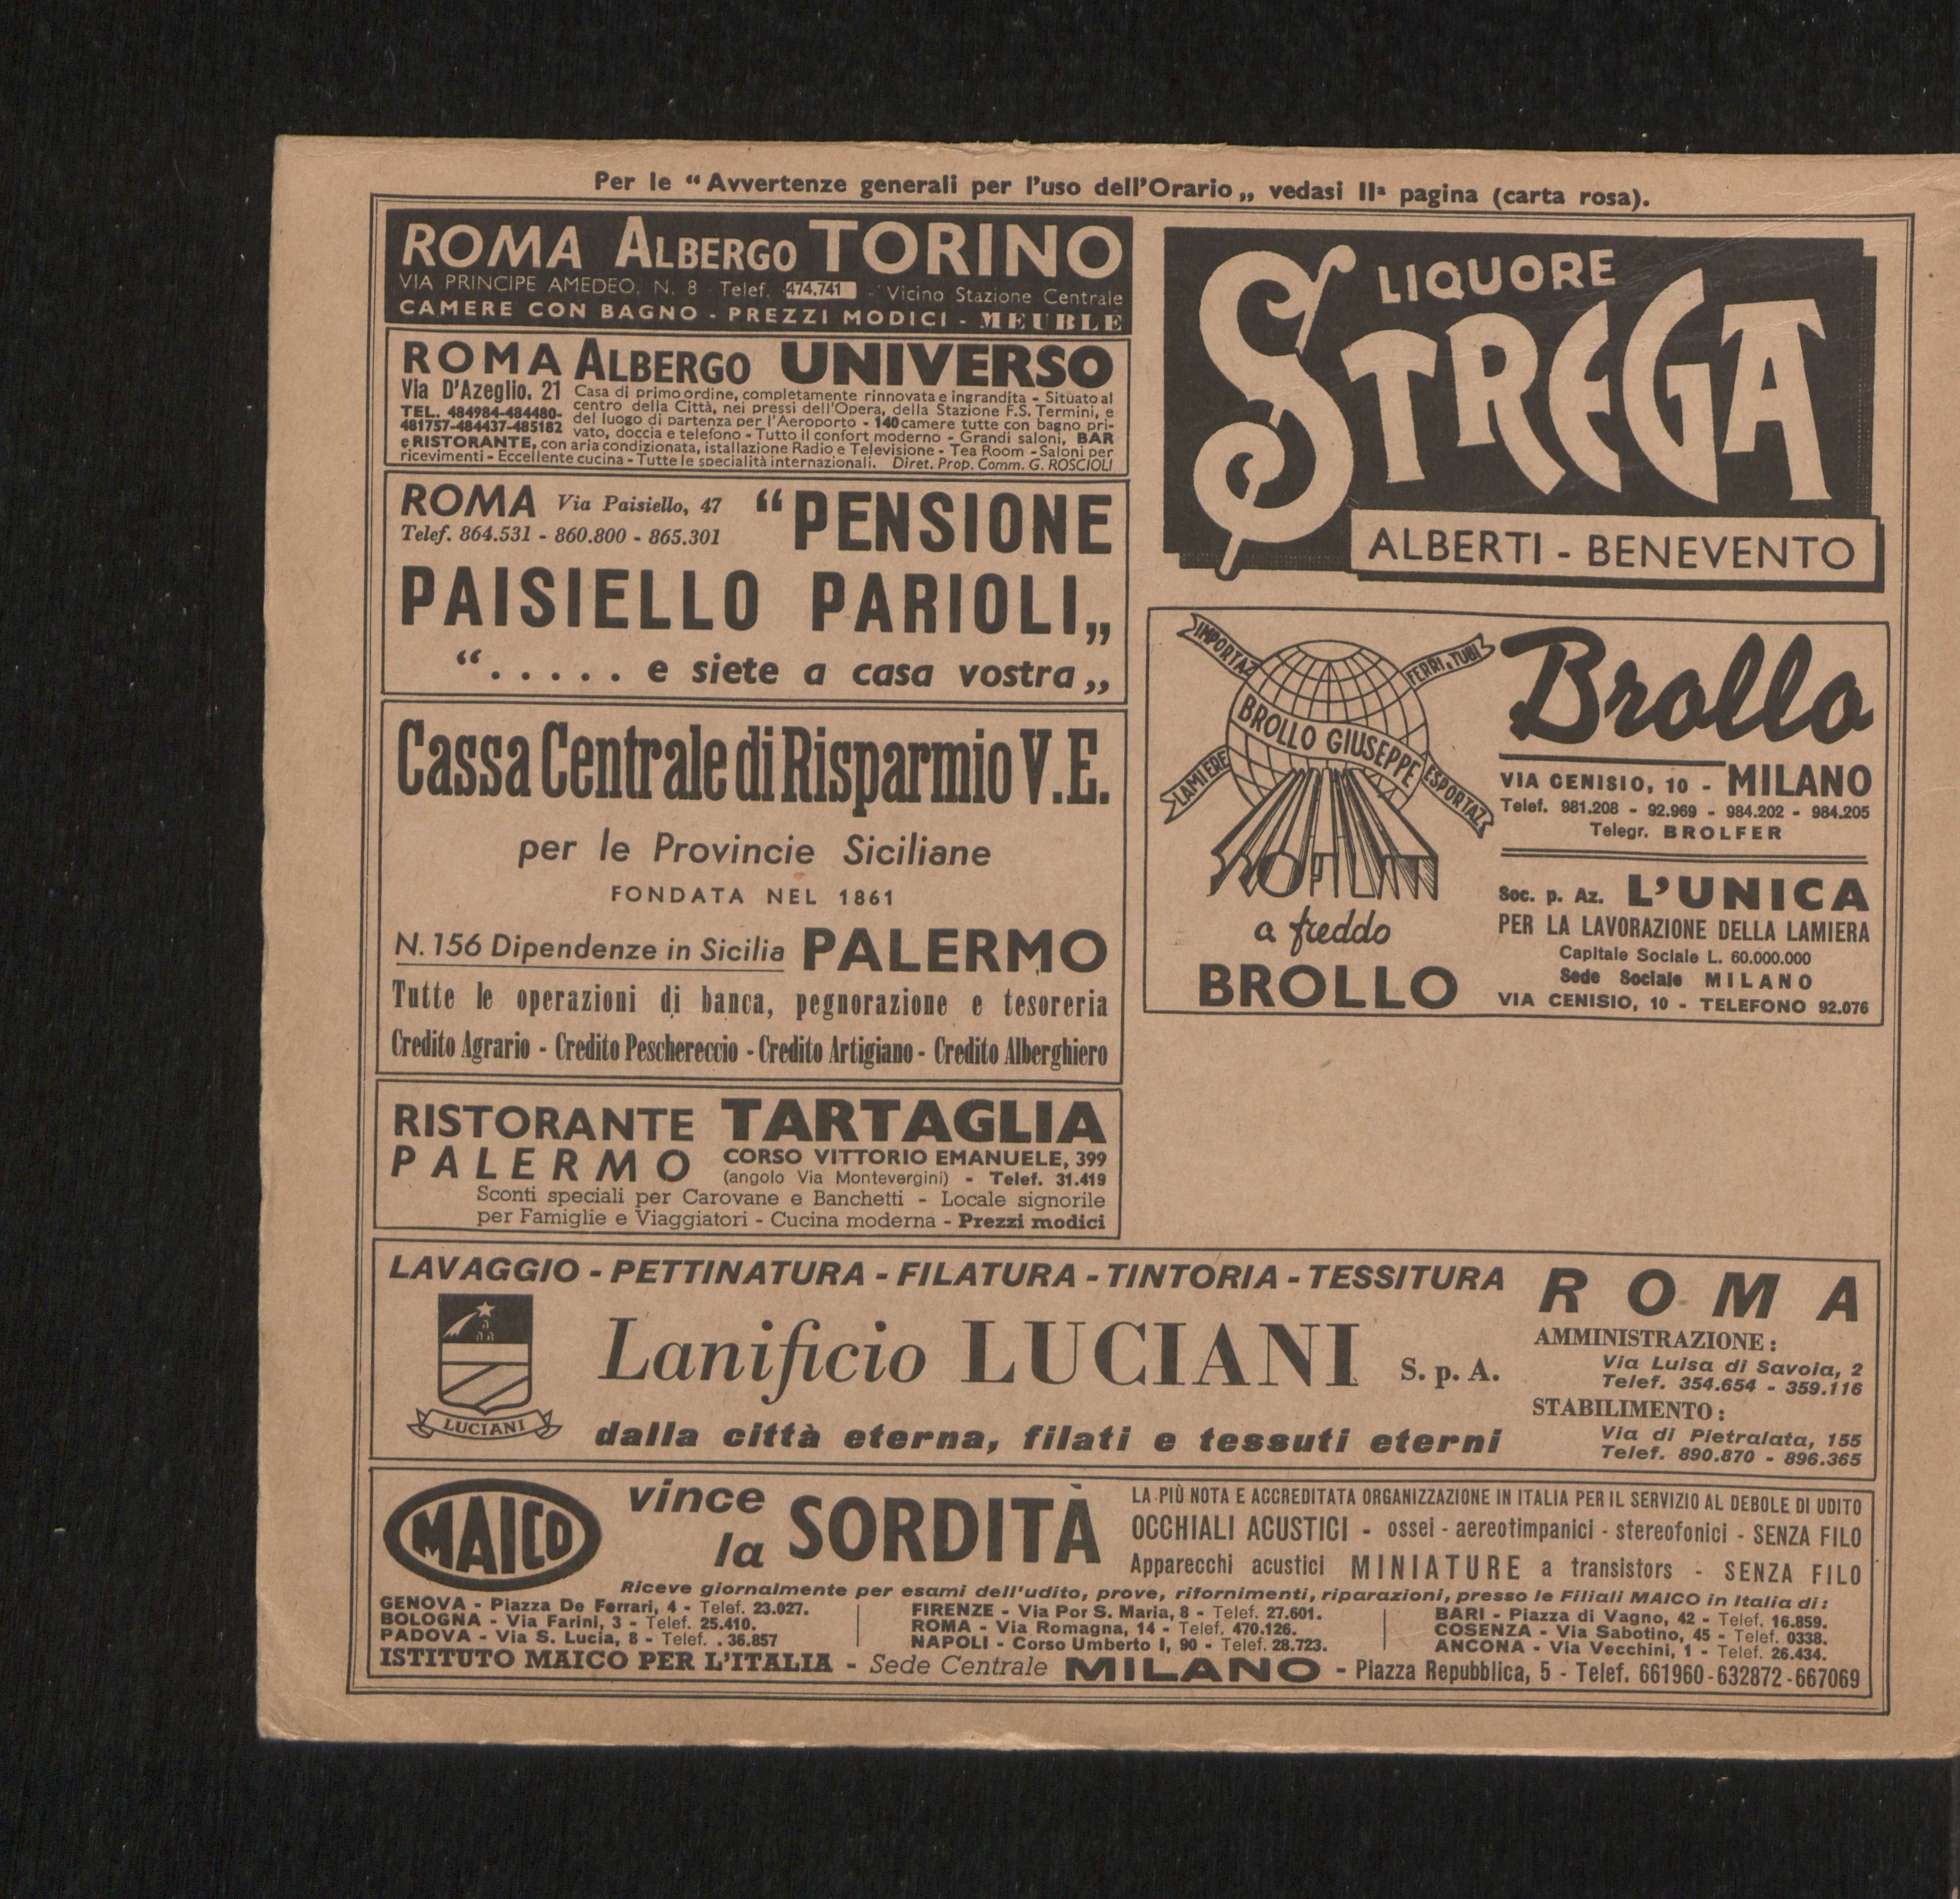 Per le “Avvertenze generali per l'uso dell'Orario„ vedasi IIª pagina (carta rosa).
ROMA ALBERGO TORINO
VIA PRINCIPE AMEDEO, N. 8 - Telef. 474.741 - Vicino Stazione Centrale
CAMERE CON BAGNO - PREZZI MODICI - MEUBLÉ
ROMA ALBERGO UNIVERSO
Via D'Azeglio, 21
TEL. 484984-484480-
481757-484437-485182
Casa di primo ordine, completamente rinnovata e ingrandita - Situato al
centro della Città, nei pressi dell'Opera, della Stazione F.S. Termini, e
del luogo di partenza per l'Aeroporto - 140 camere tutte con bagno pri-
vato, doccia e telefono - Tutto il confort moderno - Grandi saloni, BAR
e RISTORANTE, con aria condizionata, istallazione Radio e Televisione - Tea Room - Saloni per
ricevimenti - Eccellente cucina - Tutte le specialità internazionali. Diret. Prop. Comm. G. ROSCIOLI
ROMA Via Paisiello, 47
Telef. 864.531 - 860.800 - 865.301
“PENSIONE
PAISIELLO PARIOLI„
“..... e siete a casa vostra„
Cassa Centrale di Risparmio V.E.
per le Provincie Siciliane
FONDATA NEL 1861
N. 156 Dipendenze in Sicilia PALERMO
Tutte le operazioni di banca, pegnorazione e tesoreria
Credito Agrario - Credito Peschereccio - Credito Artigiano - Credito Alberghiero
RISTORANTE TARTAGLIA
PALERMO CORSO VITTORIO EMANUELE, 399
(angolo Via Montevergini) - Telef. 31.419
Sconti speciali per Carovane e Banchetti - Locale signorile
per Famiglie e Viaggiatori - Cucina moderna - Prezzi modici
LIQUORE
STREGA
ALBERTI - BENEVENTO
IMPORTAZ
FERRI e TUBI
BROLLO GIUSEPPE
LAMIERE
ESPORTAZ
PROFILATI
a freddo
BROLLO
Brollo
VIA CENISIO, 10 - MILANO
Telef. 981.208 - 92.969 - 984.202 - 984.205
Telegr. BROLFER
Soc. p. Az. L'UNICA
PER LA LAVORAZIONE DELLA LAMIERA
Capitale Sociale L. 60.000.000
Sede Sociale MILANO
VIA CENISIO, 10 - TELEFONO 92.076
LAVAGGIO - PETTINATURA - FILATURA - TINTORIA - TESSITURA
LUCIANI
Lanificio LUCIANI S. p. A.
dalla città eterna, filati e tessuti eterni
ROMA
AMMINISTRAZIONE:
Via Luisa di Savoia, 2
Telef. 354.654 - 359.116
STABILIMENTO:
Via di Pietralata, 155
Telef. 890.870 - 896.365
MAICO
vince
la SORDITÀ
LA PIÙ NOTA E ACCREDITATA ORGANIZZAZIONE IN ITALIA PER IL SERVIZIO AL DEBOLE DI UDITO
OCCHIALI ACUSTICI - ossei - aereotimpanici - stereofonici - SENZA FILO
Apparecchi acustici MINIATURE a transistors - SENZA FILO
Riceve giornalmente per esami dell'udito, prove, rifornimenti, riparazioni, presso le Filiali MAICO in Italia di:
GENOVA - Piazza De Ferrari, 4 - Telef. 23.027.
BOLOGNA - Via Farini, 3 - Telef. 25.410.
PADOVA - Via S. Lucia, 8 - Telef. . 36.857
FIRENZE - Via Por S. Maria, 8 - Telef. 27.601.
ROMA - Via Romagna, 14 - Telef. 470.126.
NAPOLI - Corso Umberto I, 90 - Telef. 28.723.
BARI - Piazza di Vagno, 42 - Telef. 16.859.
COSENZA - Via Sabotino, 45 - Telef. 0338.
ANCONA - Via Vecchini, 1 - Telef. 26.434.
ISTITUTO MAICO PER L'ITALIA - Sede Centrale MILANO - Piazza Repubblica, 5 - Telef. 661960-632872-667069